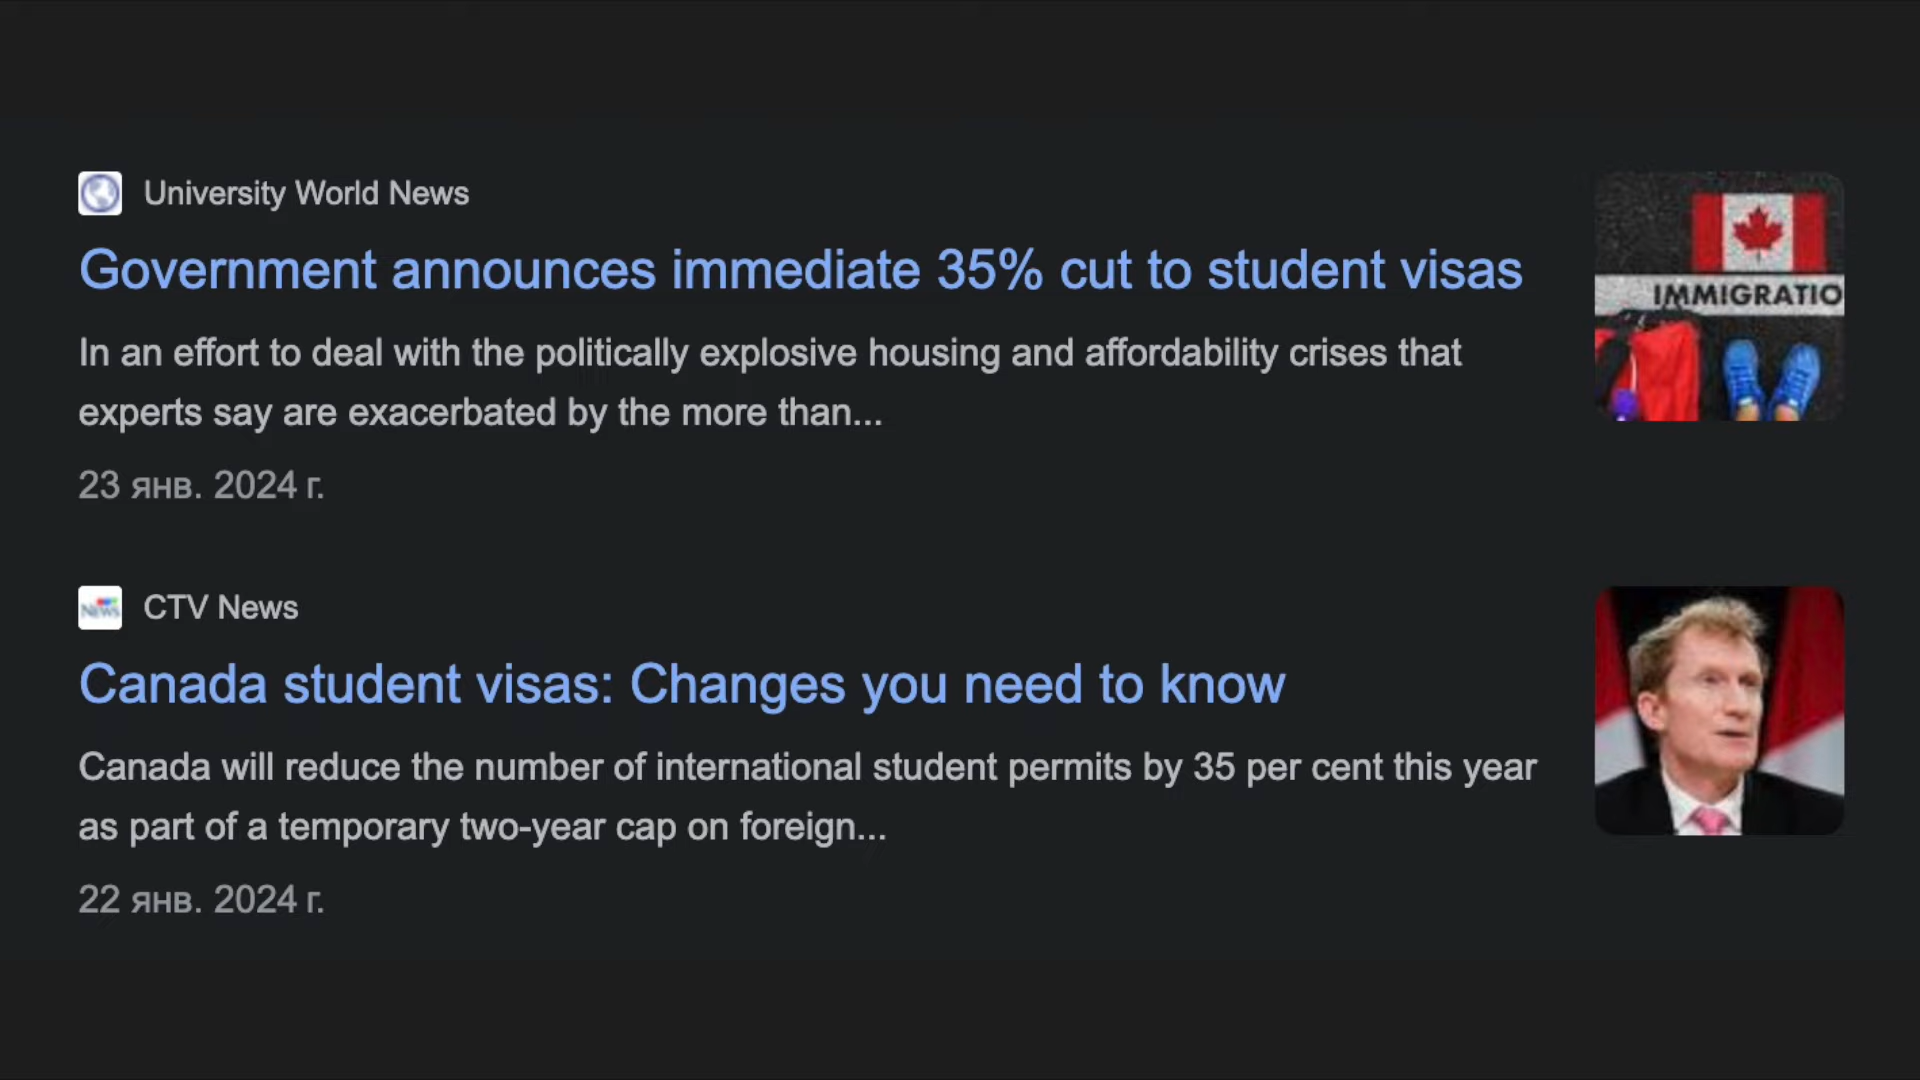 University World News
Government announces immediate 35% cut to student visas
In an effort to deal with the politically explosive housing and affordability crises that
experts say are exacerbated by the more than...
23 янв. 2024 г.
IMMIGRATIO
NEWS
CTV News
Canada student visas: Changes you need to know
Canada will reduce the number of international student permits by 35 per cent this year
as part of a temporary two-year cap on foreign...
22 янв. 2024 г.